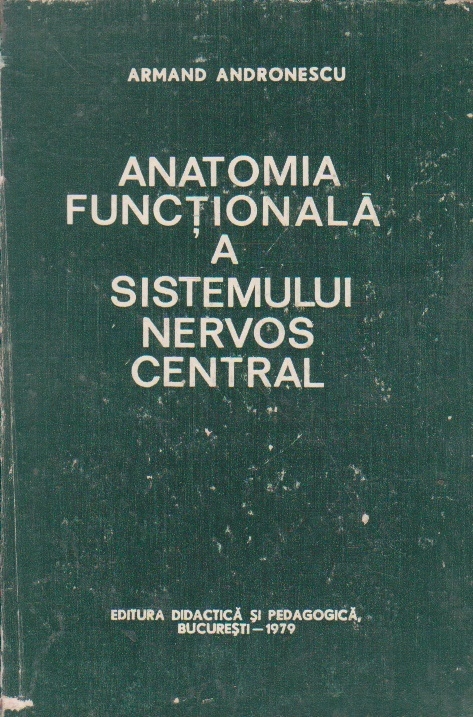 ARMAND ANDRONESCU
ANATOMIA
FUNCȚIONALĂ
A
SISTEMULUI
NERVOS
CENTRAL
EDITURA DIDACTICĂ ȘI PEDAGOGICĂ,
BUCUREȘTI—1979